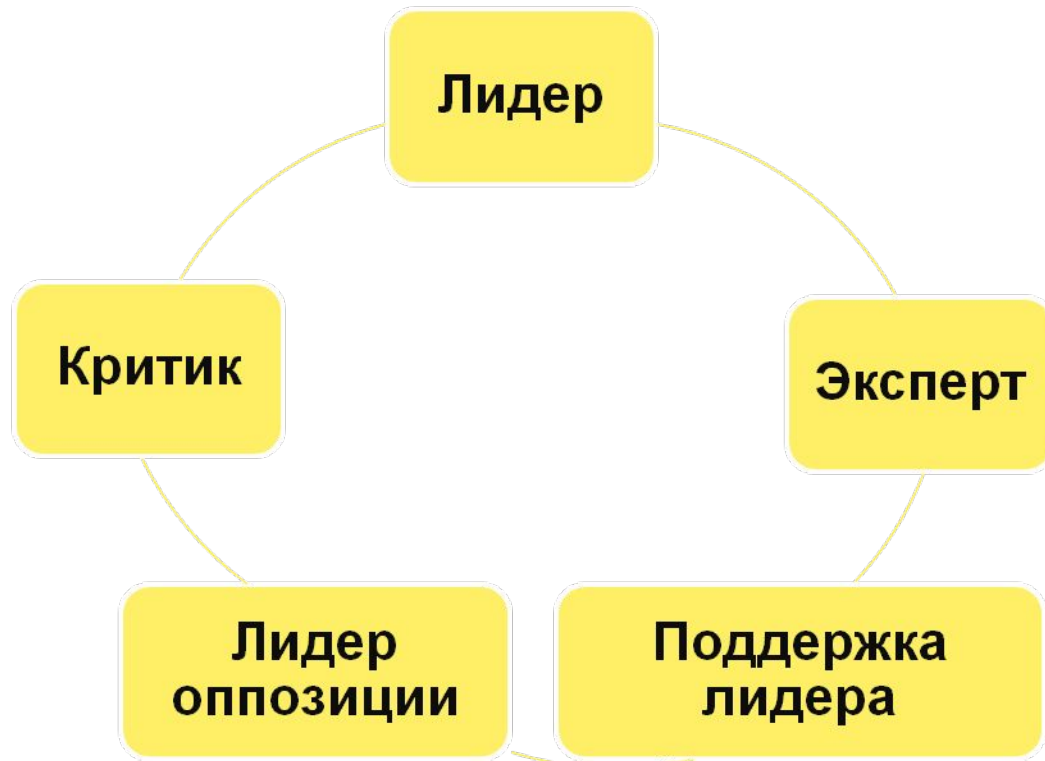 Лидер
Критик
Эксперт
Лидер
оппозиции
Поддержка
лидера